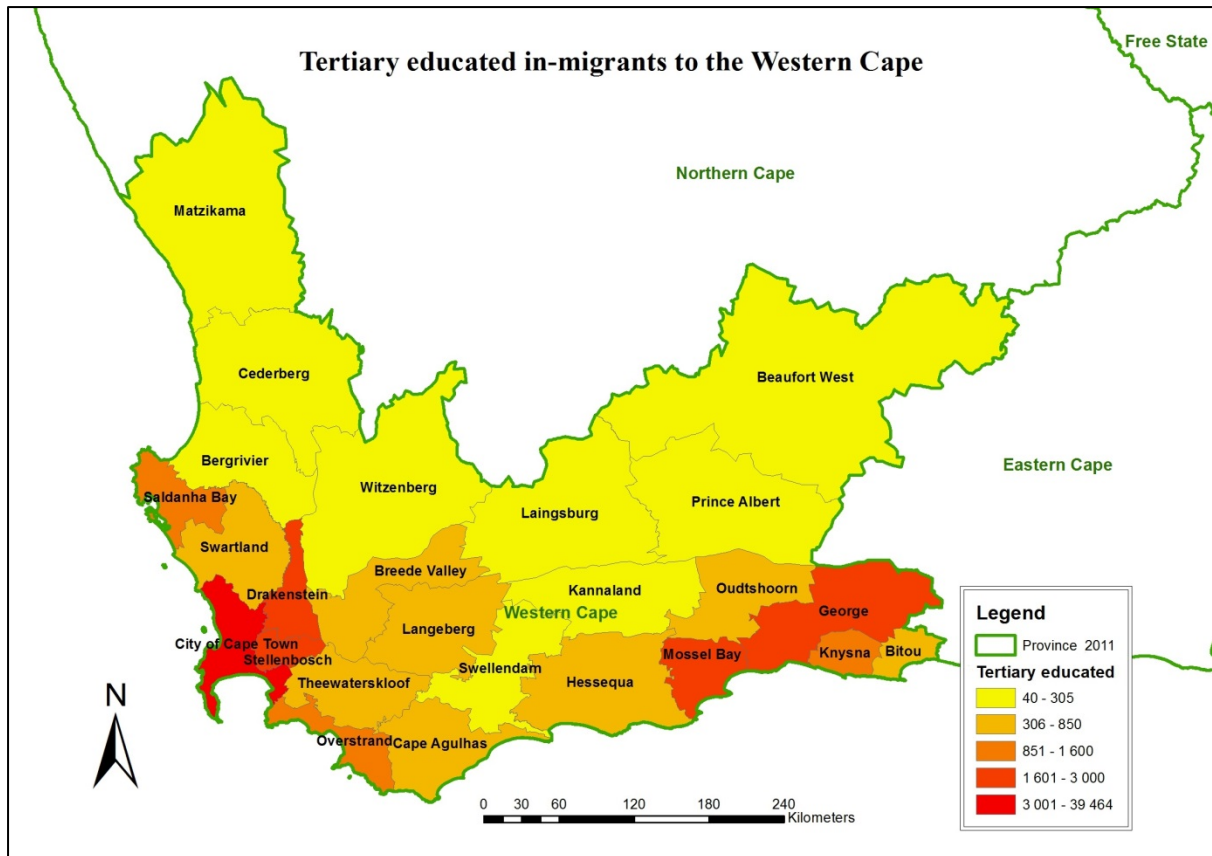 Free State
Tertiary educated in-migrants to the Western Cape
Northern Cape
Matzikama
Cederberg
Beaufort West
Bergrivier
Eastern Cape
Witzenberg
Saldanha Bay
Prince Albert
Laingsburg
Swartland
Breede Valley
Kannaland
Oudtshoorn
Drakenstein
George
Western Cape
Langeberg
City of Cape Town
Stellenbosch
Mossel Bay
Knysna
Bitou
Swellendam
Theewaterskloof
Hessequa
Overstrand
Cape Agulhas
N
0 30 60 120 180 240
Kilometers
Legend
Province 2011
Tertiary educated
40 - 305
306 - 850
851 - 1 600
1 601 - 3 000
3 001 - 39 464